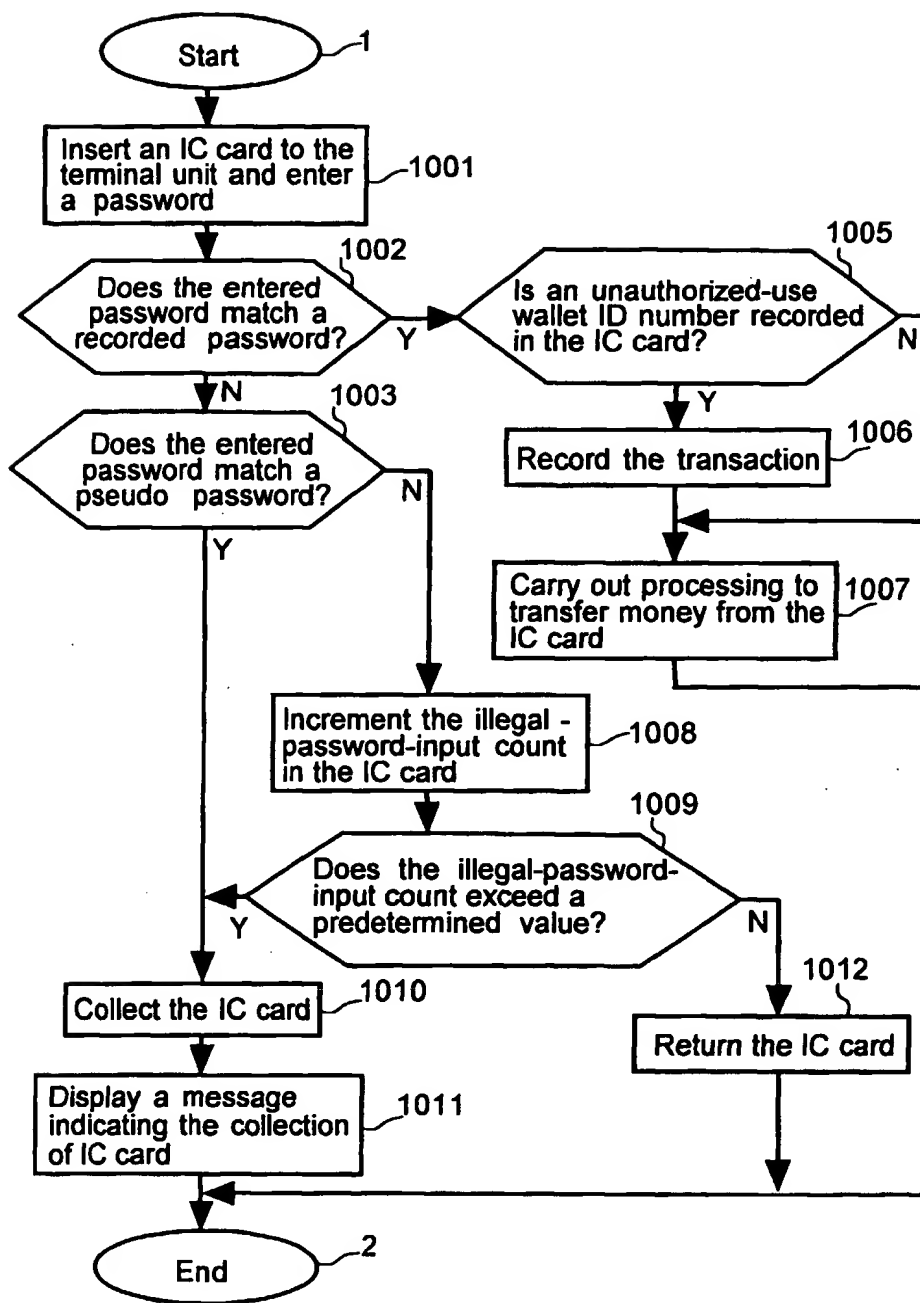 Start
1
Insert an IC card to the
terminal unit and enter
a password
1001
1002
Does the entered
password match a
recorded password?
Y
N
1005
Is an unauthorized-use
wallet ID number recorded
in the IC card?
N
Y
1003
Does the entered
password match a
pseudo password?
N
Y
1006
Record the transaction
Carry out processing to
transfer money from the
IC card
1007
Increment the illegal -
password-input count
in the IC card
1008
1009
Does the illegal-password-
input count exceed a
predetermined value?
Y
N
Collect the IC card
1010
1012
Return the IC card
Display a message
indicating the collection
of IC card
1011
End
2